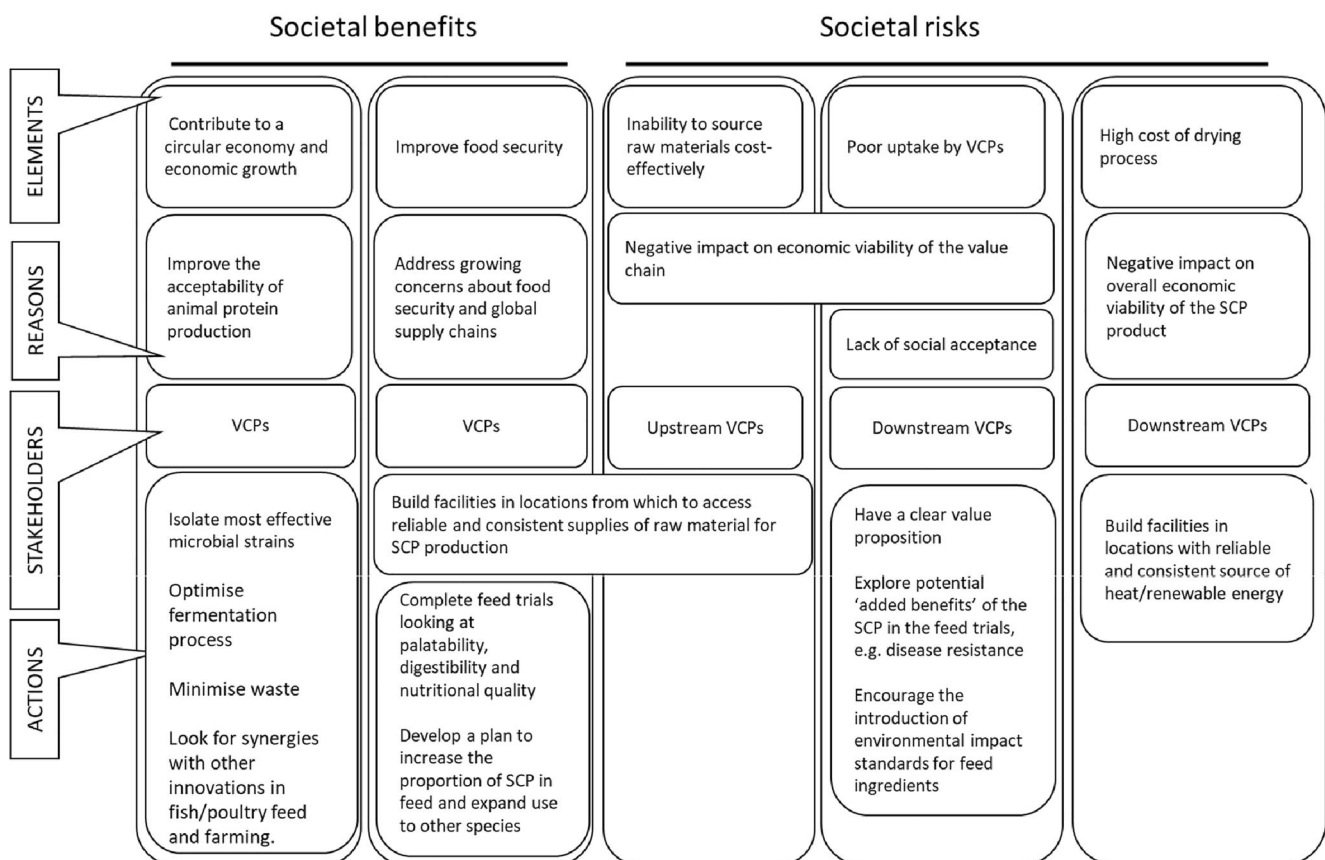 Societal benefits
Societal risks
ELEMENTS
Contribute to a
circular economy and
economic growth
Improve food security
Inability to source
raw materials cost-
effectively
Poor uptake by VCPs
High cost of drying
process
REASONS
Improve the
acceptability of
animal protein
production
Address growing
concerns about food
security and global
supply chains
Negative impact on economic viability of the value
chain
Lack of social acceptance
Negative impact on
overall economic
viability of the SCP
product
STAKEHOLDERS
VCPs
VCPs
Upstream VCPs
Downstream VCPs
Downstream VCPs
ACTIONS
Isolate most effective
microbial strains
Optimise
fermentation
process
Minimise waste
Look for synergies
with other
innovations in
fish/poultry feed
and farming.
Build facilities in locations from which to access
reliable and consistent supplies of raw material for
SCP production
Complete feed trials
looking at
palatability,
digestibility and
nutritional quality
Develop a plan to
increase the
proportion of SCP in
feed and expand use
to other species
Have a clear value
proposition
Explore potential
‘added benefits’ of the
SCP in the feed trials,
e.g. disease resistance
Encourage the
introduction of
environmental impact
standards for feed
ingredients
Build facilities in
locations with reliable
and consistent source of
heat/renewable energy